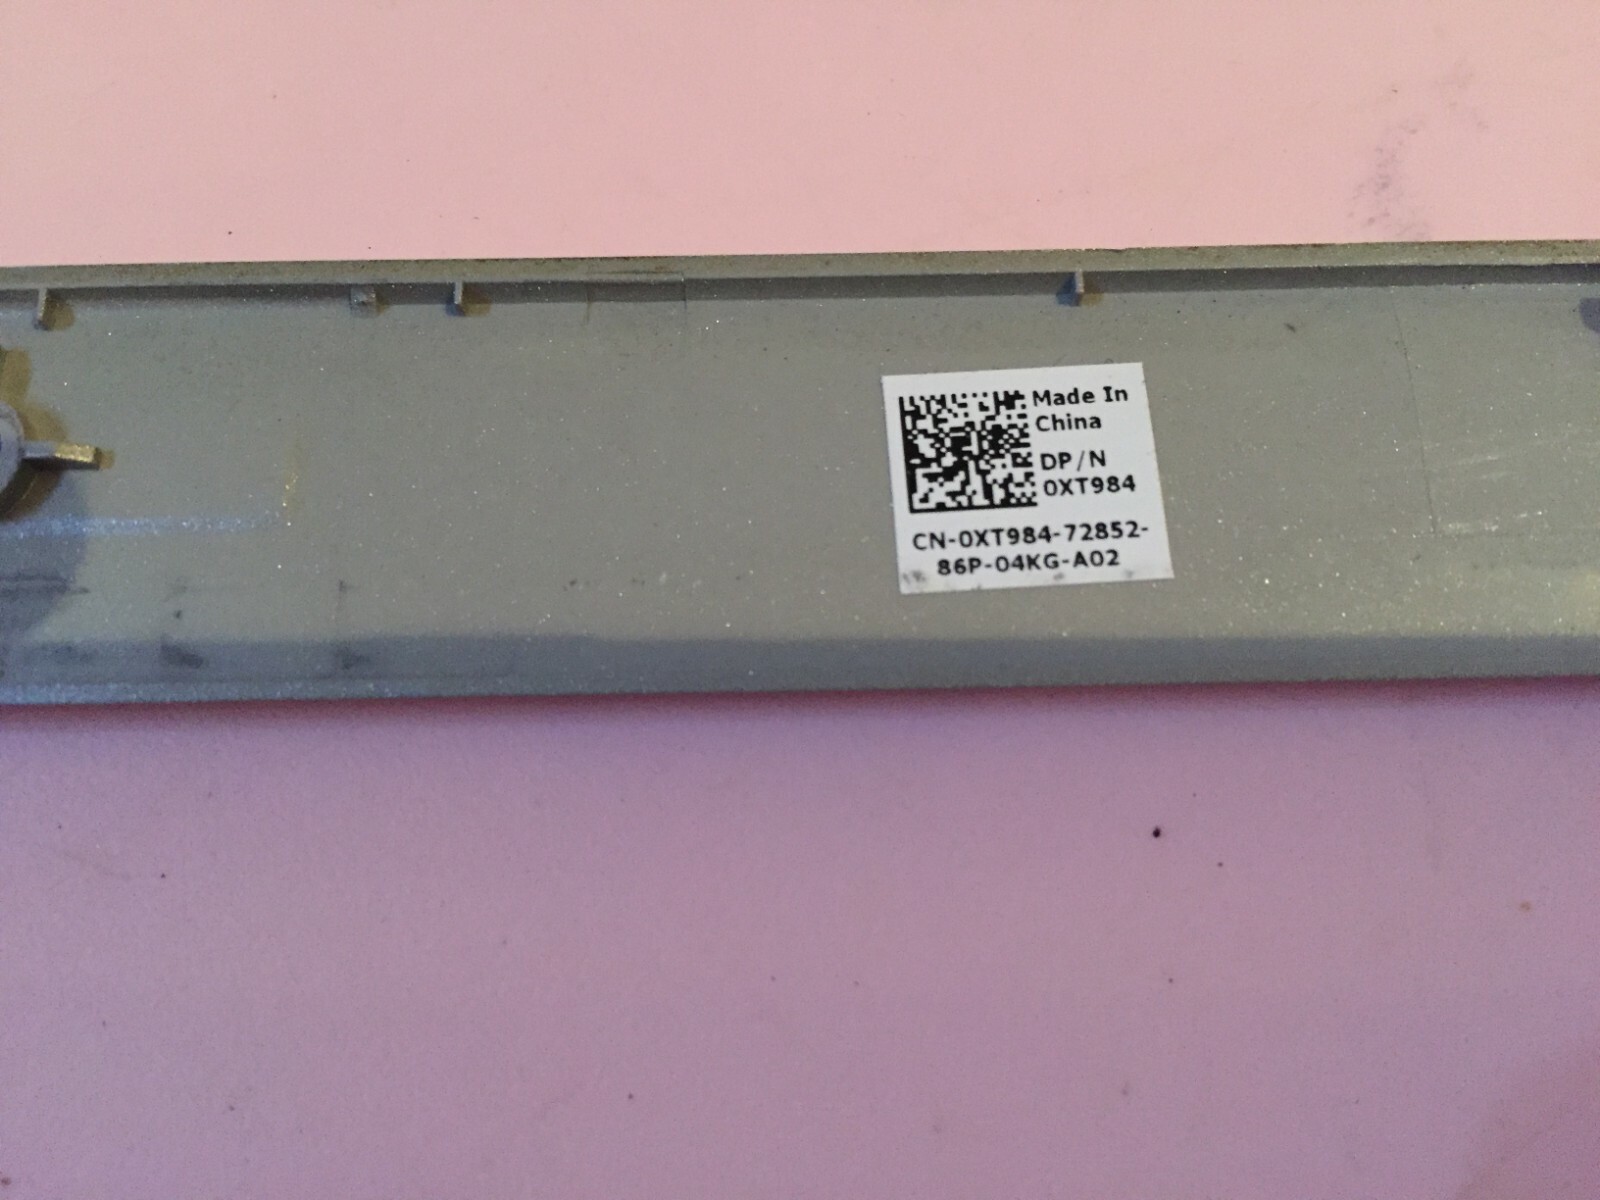 Made In
China
DP/N
0XT984
CN-0XT984-72852-
86P-04KG-A02